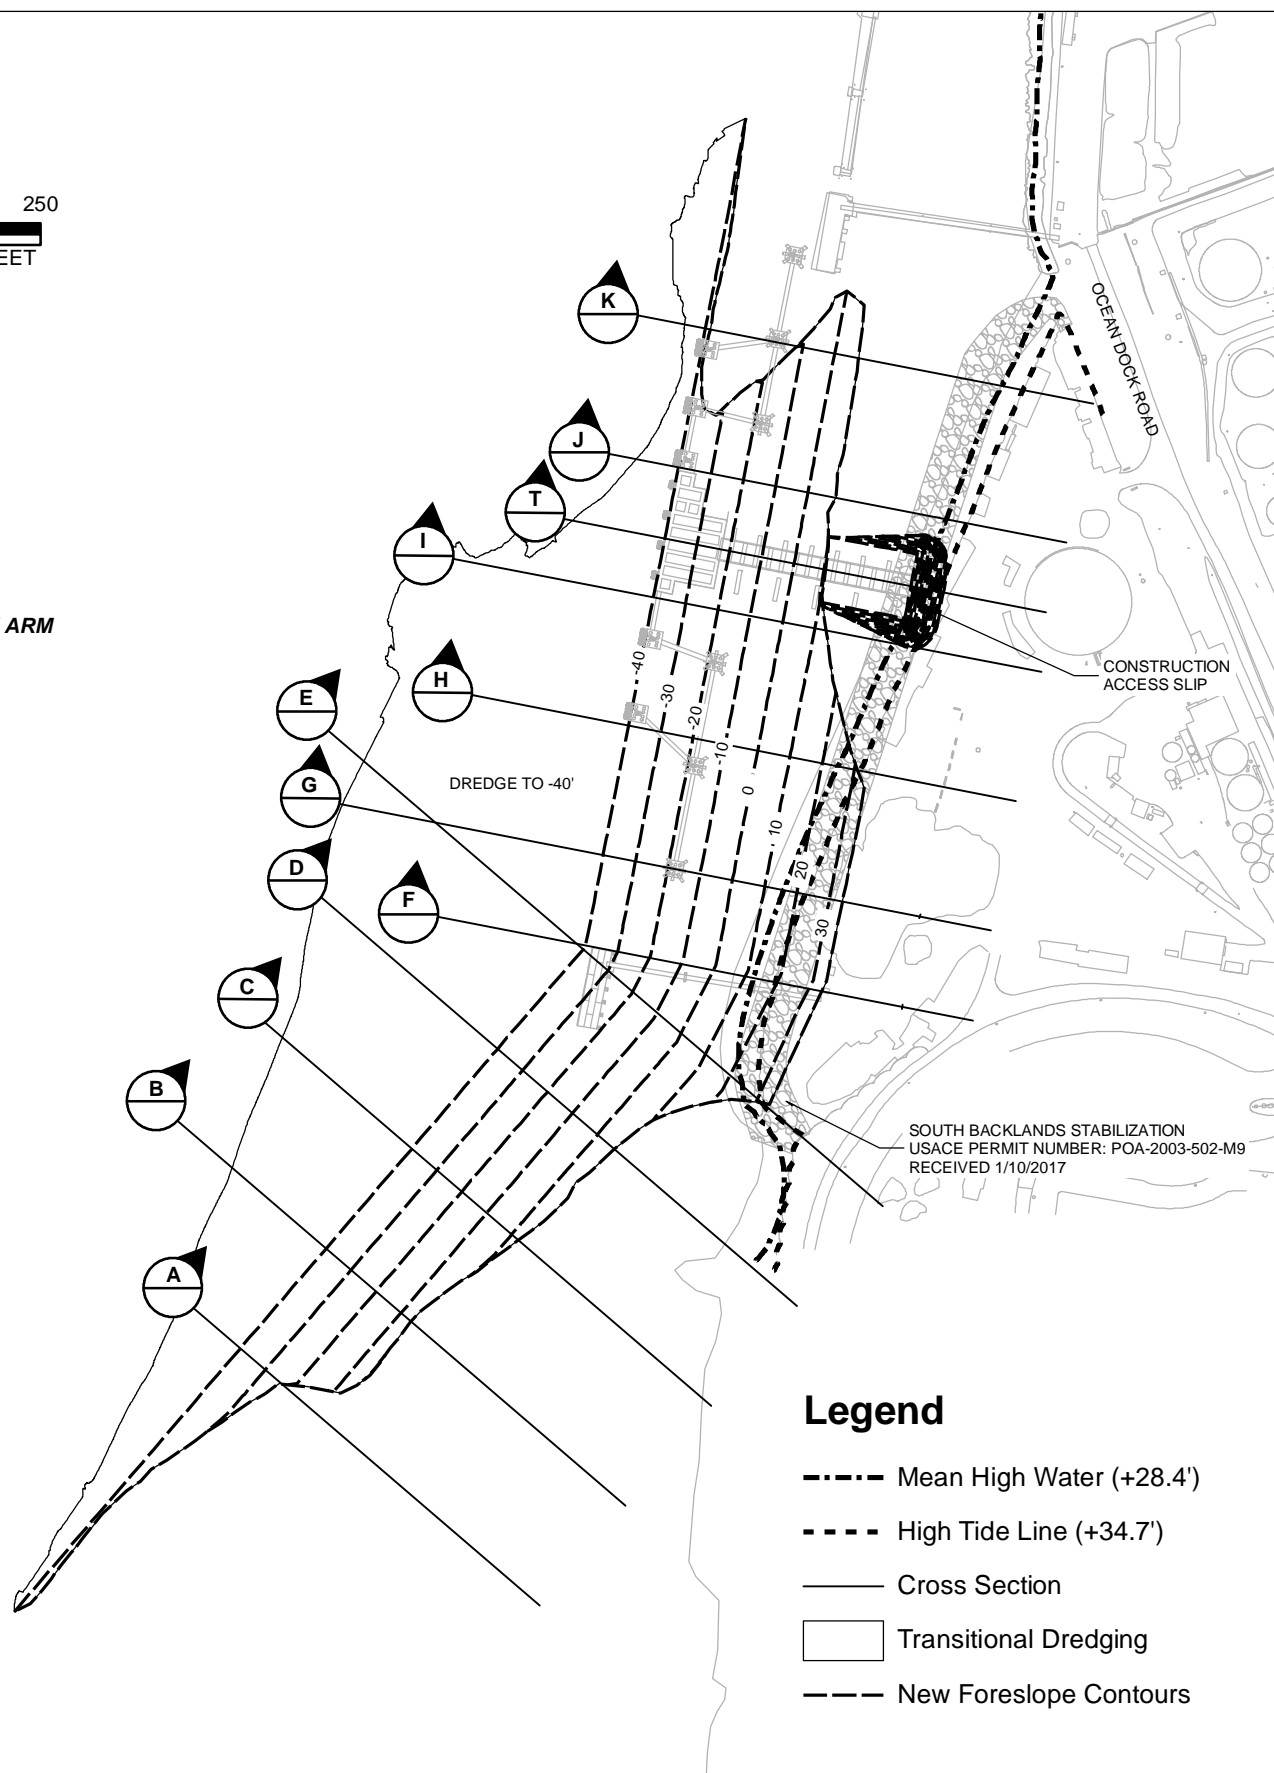 250
EET
K
OCEAN DOCK ROAD
J
T
I
ARM
CONSTRUCTION
ACCESS SLIP
E
H
-40
-30
-20
-10
0
10
20
30
G
DREDGE TO -40'
D
F
C
B
SOUTH BACKLANDS STABILIZATION
USACE PERMIT NUMBER: POA-2003-502-M9
RECEIVED 1/10/2017
A
Legend
Mean High Water (+28.4')
High Tide Line (+34.7')
Cross Section
Transitional Dredging
New Foreslope Contours